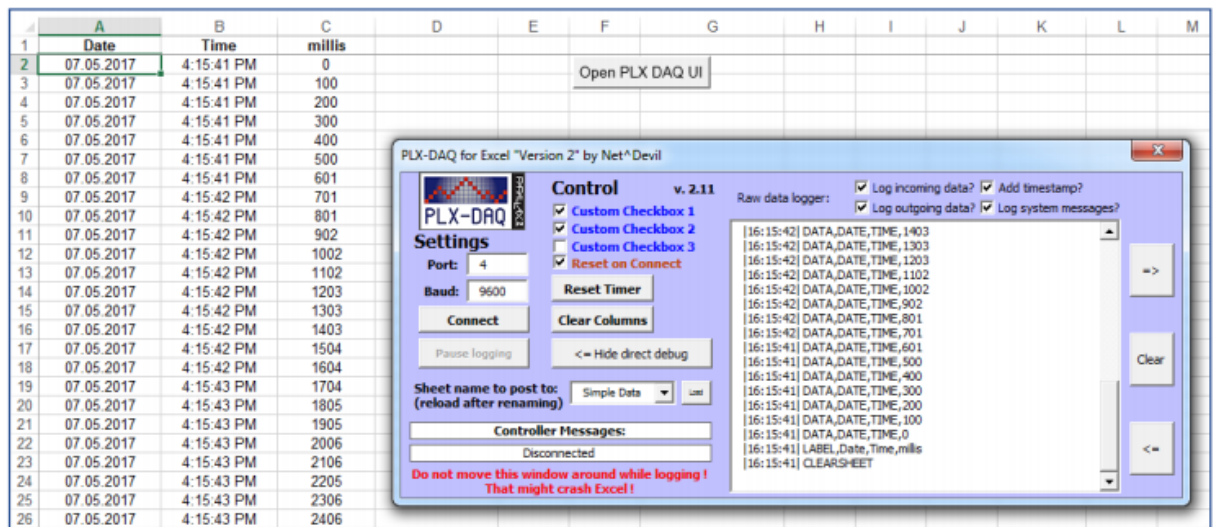 A B C D E F G H I J K L M
1 Date Time millis
2 07.05.2017 4:15:41 PM 0
3 07.05.2017 4:15:41 PM 100
4 07.05.2017 4:15:41 PM 200
5 07.05.2017 4:15:41 PM 300
6 07.05.2017 4:15:41 PM 400
7 07.05.2017 4:15:41 PM 500
8 07.05.2017 4:15:41 PM 601
9 07.05.2017 4:15:42 PM 701
10 07.05.2017 4:15:42 PM 801
11 07.05.2017 4:15:42 PM 902
12 07.05.2017 4:15:42 PM 1002
13 07.05.2017 4:15:42 PM 1102
14 07.05.2017 4:15:42 PM 1203
15 07.05.2017 4:15:42 PM 1303
16 07.05.2017 4:15:42 PM 1403
17 07.05.2017 4:15:42 PM 1504
18 07.05.2017 4:15:42 PM 1604
19 07.05.2017 4:15:43 PM 1704
20 07.05.2017 4:15:43 PM 1805
21 07.05.2017 4:15:43 PM 1905
22 07.05.2017 4:15:43 PM 2006
23 07.05.2017 4:15:43 PM 2106
24 07.05.2017 4:15:43 PM 2205
25 07.05.2017 4:15:43 PM 2306
26 07.05.2017 4:15:43 PM 2406
Open PLX DAQ UI
PLX-DAQ for Excel "Version 2" by Net^Devil
PLX-DAQ
PARALLAX
Settings
Port: 4
Baud: 9600
Connect
Pause logging
Control v. 2.11
Custom Checkbox 1
Custom Checkbox 2
Custom Checkbox 3
Reset on Connect
Reset Timer
Clear Columns
<= Hide direct debug
Sheet name to post to:
(reload after renaming)
Simple Data
Load
Controller Messages:
Disconnected
Do not move this window around while logging !
That might crash Excel !
Raw data logger:
Log incoming data? Add timestamp?
Log outgoing data? Log system messages?
|16:15:42| DATA,DATE,TIME,1403
|16:15:42| DATA,DATE,TIME,1303
|16:15:42| DATA,DATE,TIME,1203
|16:15:42| DATA,DATE,TIME,1102
|16:15:42| DATA,DATE,TIME,1002
|16:15:42| DATA,DATE,TIME,902
|16:15:42| DATA,DATE,TIME,801
|16:15:42| DATA,DATE,TIME,701
|16:15:41| DATA,DATE,TIME,601
|16:15:41| DATA,DATE,TIME,500
|16:15:41| DATA,DATE,TIME,400
|16:15:41| DATA,DATE,TIME,300
|16:15:41| DATA,DATE,TIME,200
|16:15:41| DATA,DATE,TIME,100
|16:15:41| DATA,DATE,TIME,0
|16:15:41| LABEL,Date,Time,millis
|16:15:41| CLEARSHEET
=>
Clear
<=